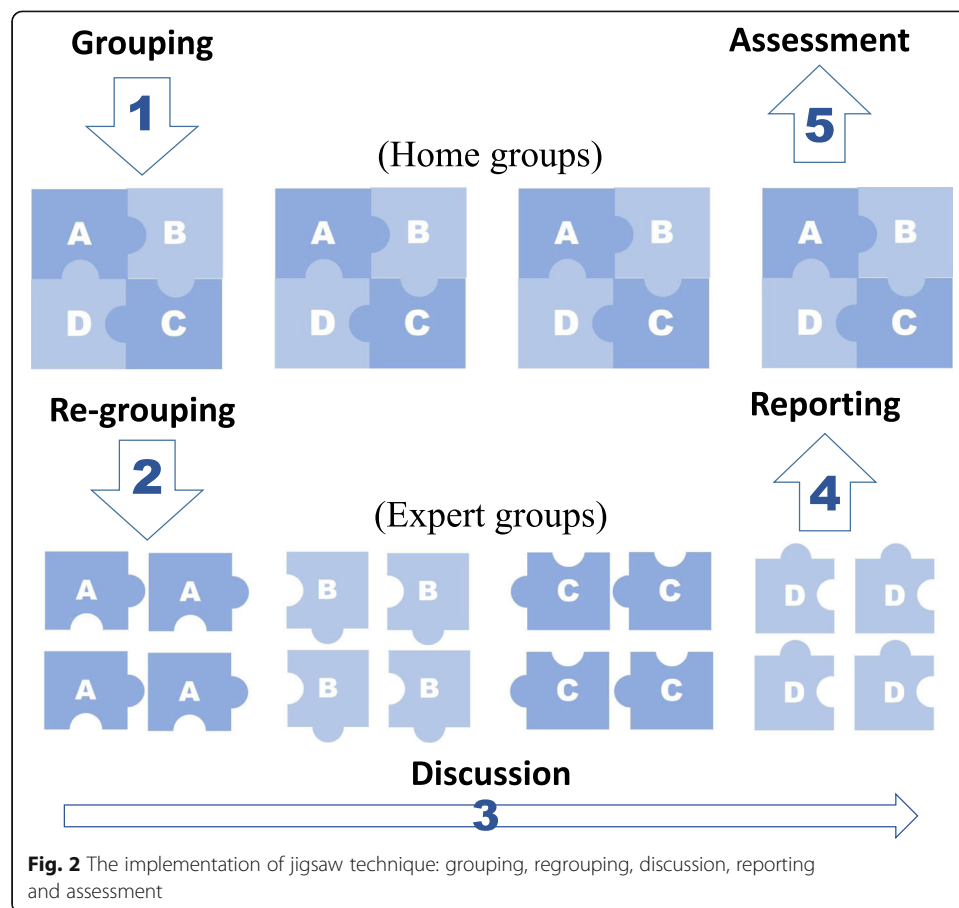 Grouping
Assessment
1
5
(Home groups)
A B A B A B A B
D C D C D C D C
Re-grouping
Reporting
2
4
(Expert groups)
A A B B C C D D
A A B B C C D D
Discussion
3
Fig. 2 The implementation of jigsaw technique: grouping, regrouping, discussion, reporting
and assessment